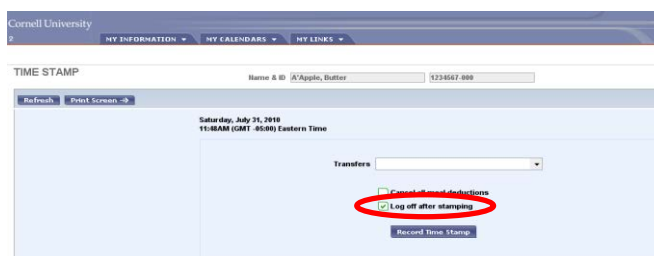 Cornell University
2 MY INFORMATION MY CALENDARS MY LINKS
TIME STAMP Name & ID A'Apple, Butter 1234567-000
Refresh Print Screen
Saturday, July 31, 2010
11:48AM (GMT -05:00) Eastern Time
Transfers
Cancel all meal deductions
Log off after stamping
Record Time Stamp